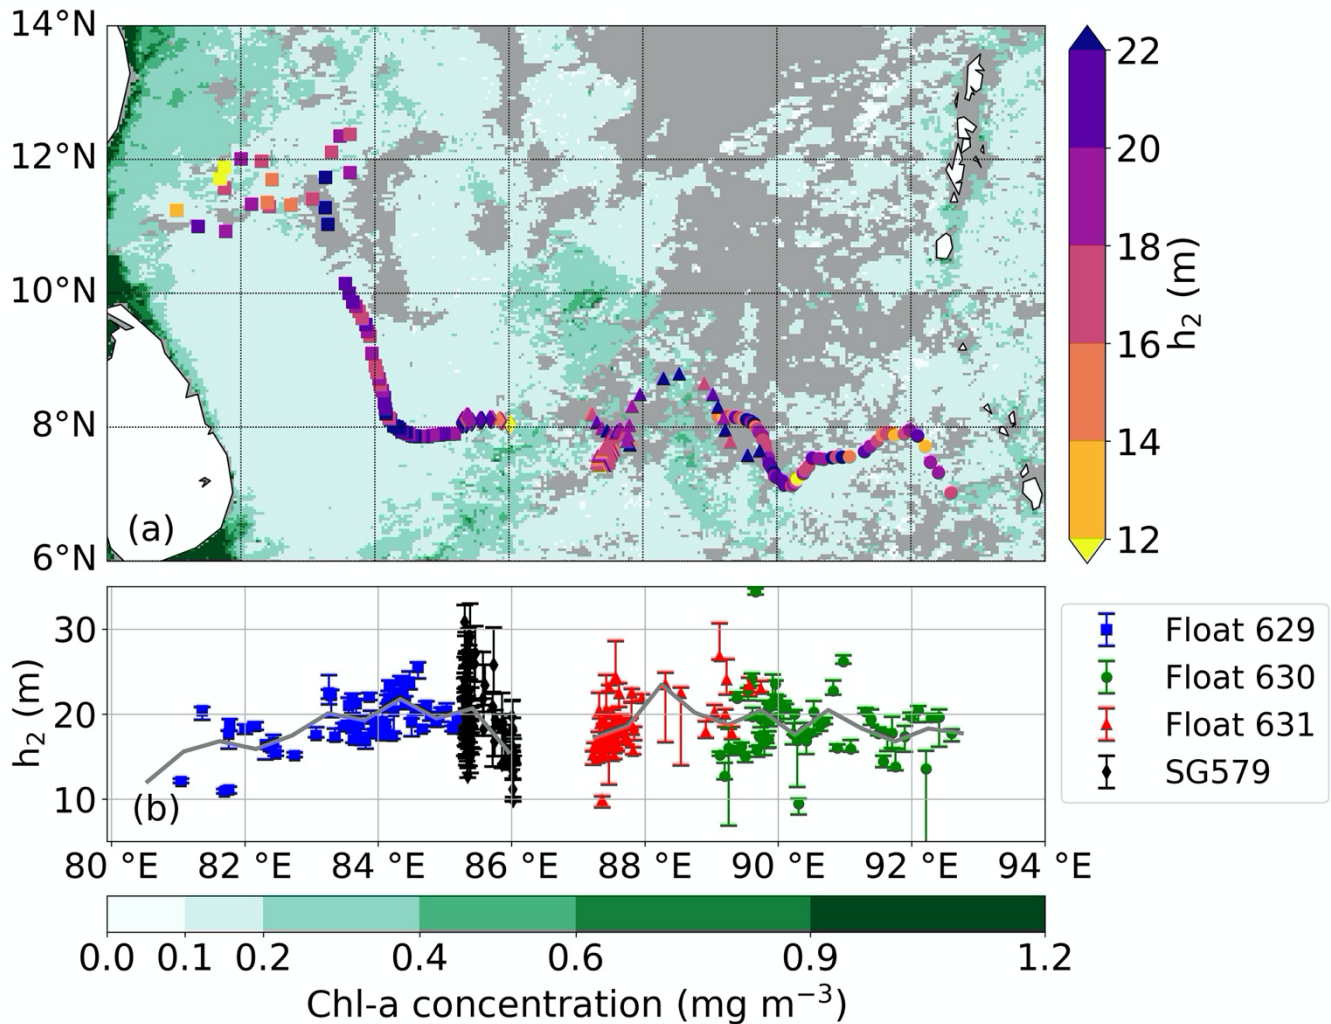 14°N
12°N
10°N
8°N
6°N
(a)
22
20
18
16
14
12
h₂ (m)
30
20
10
h₂ (m)
(b)
80°E 82°E 84°E 86°E 88°E 90°E 92°E 94°E
Float 629
Float 630
Float 631
SG579
0.0 0.1 0.2 0.4 0.6 0.9 1.2
Chl-a concentration (mg m⁻³)